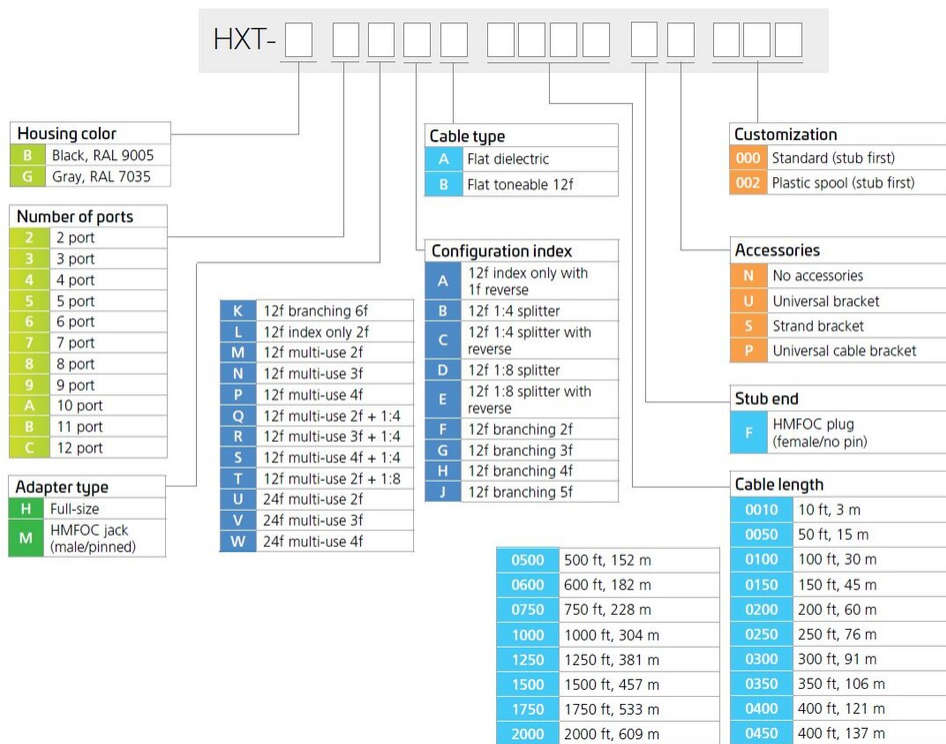 HXT-
Housing color
B Black, RAL 9005
G Gray, RAL 7035
Number of ports
2 2 port
3 3 port
4 4 port
5 5 port
6 6 port
7 7 port
8 8 port
9 9 port
A 10 port
B 11 port
C 12 port
Adapter type
H Full-size
M HMFOC jack
(male/pinned)
K 12f branching 6f
L 12f index only 2f
M 12f multi-use 2f
N 12f multi-use 3f
P 12f multi-use 4f
Q 12f multi-use 2f + 1:4
R 12f multi-use 3f + 1:4
S 12f multi-use 4f + 1:4
T 12f multi-use 2f + 1:8
U 24f multi-use 2f
V 24f multi-use 3f
W 24f multi-use 4f
Cable type
A Flat dielectric
B Flat toneable 12f
Configuration index
A 12f index only with
1f reverse
B 12f 1:4 splitter
C 12f 1:4 splitter with
reverse
D 12f 1:8 splitter
E 12f 1:8 splitter with
reverse
F 12f branching 2f
G 12f branching 3f
H 12f branching 4f
J 12f branching 5f
Customization
000 Standard (stub first)
002 Plastic spool (stub first)
Accessories
N No accessories
U Universal bracket
S Strand bracket
P Universal cable bracket
Stub end
F HMFOC plug
(female/no pin)
Cable length
0010 10 ft, 3 m
0050 50 ft, 15 m
0100 100 ft, 30 m
0150 150 ft, 45 m
0200 200 ft, 60 m
0250 250 ft, 76 m
0300 300 ft, 91 m
0350 350 ft, 106 m
0400 400 ft, 121 m
0450 400 ft, 137 m
0500 500 ft, 152 m
0600 600 ft, 182 m
0750 750 ft, 228 m
1000 1000 ft, 304 m
1250 1250 ft, 381 m
1500 1500 ft, 457 m
1750 1750 ft, 533 m
2000 2000 ft, 609 m